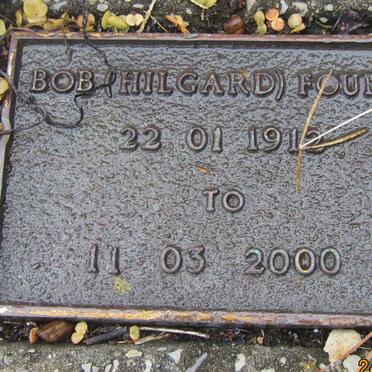 BOB (HILGARD)
22 01 1912
TO
11 03 2000